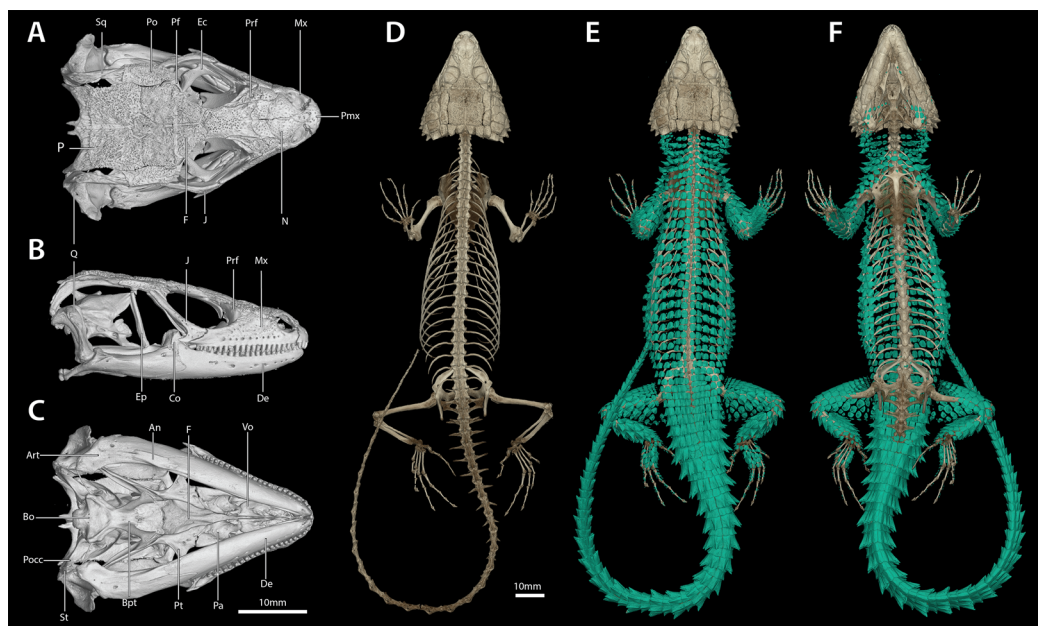 A
Sq
Po
Pf
Ec
Prf
Mx
Pmx
P
F
J
N
B
Q
J
Prf
Mx
Ep
Co
De
C
An
F
Vo
Art
Bo
Pocc
St
Bpt
Pt
Pa
De
10mm
D
E
F
10mm